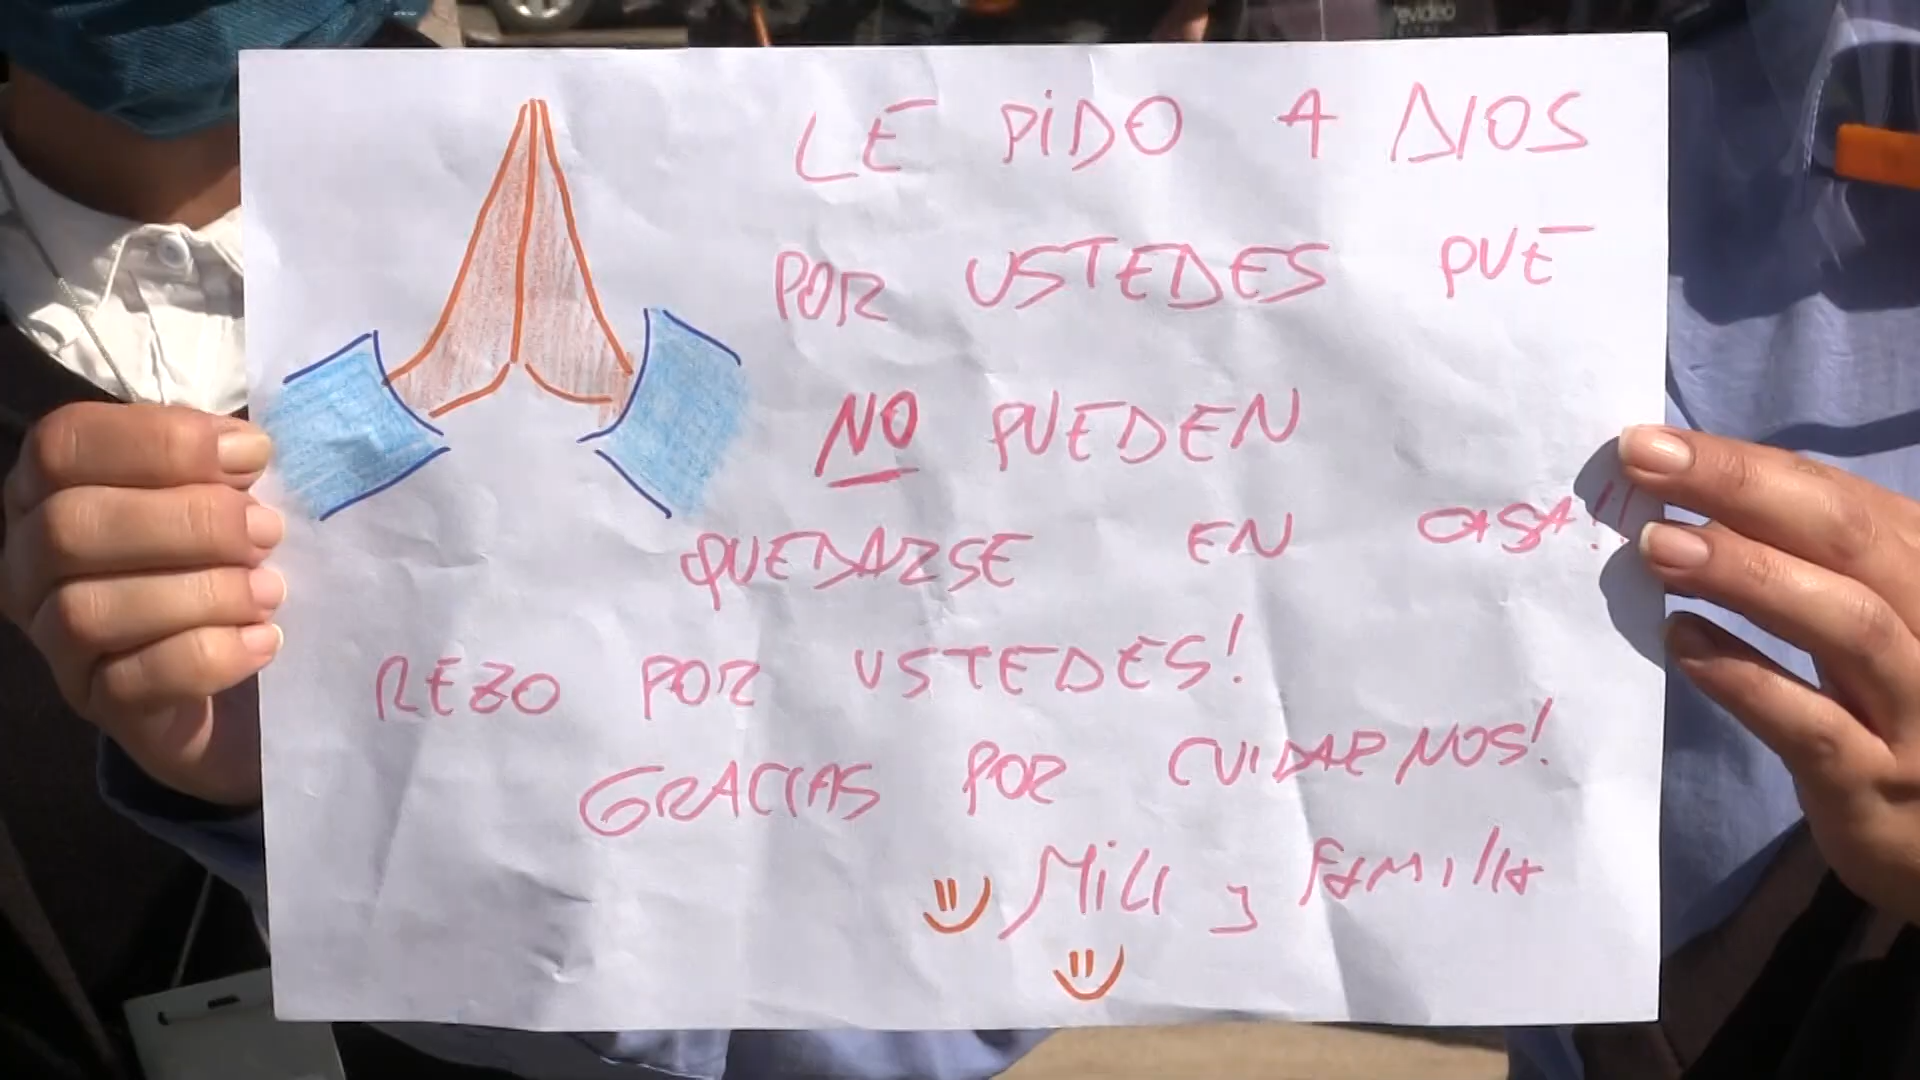 LE PIDO A DIOS
POR USTEDES QUE
NO PUEDEN
QUEDARSE EN CASA!!
REZO POR USTEDES!
GRACIAS POR CUIDARNOS!
MiLi y FAMILIA